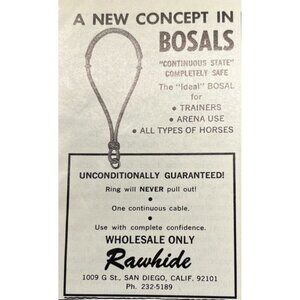 A NEW CONCEPT IN
BOSALS
"CONTINUOUS STATE"
COMPLETELY SAFE
The "Ideal" BOSAL
for
• TRAINERS
• ARENA USE
• ALL TYPES OF HORSES
UNCONDITIONALLY GUARANTEED!
Ring will NEVER pull out!
•
One continuous cable.
•
Use with complete confidence.
WHOLESALE ONLY
Rawhide
1009 G St., SAN DIEGO, CALIF. 92101
Ph. 232-5189